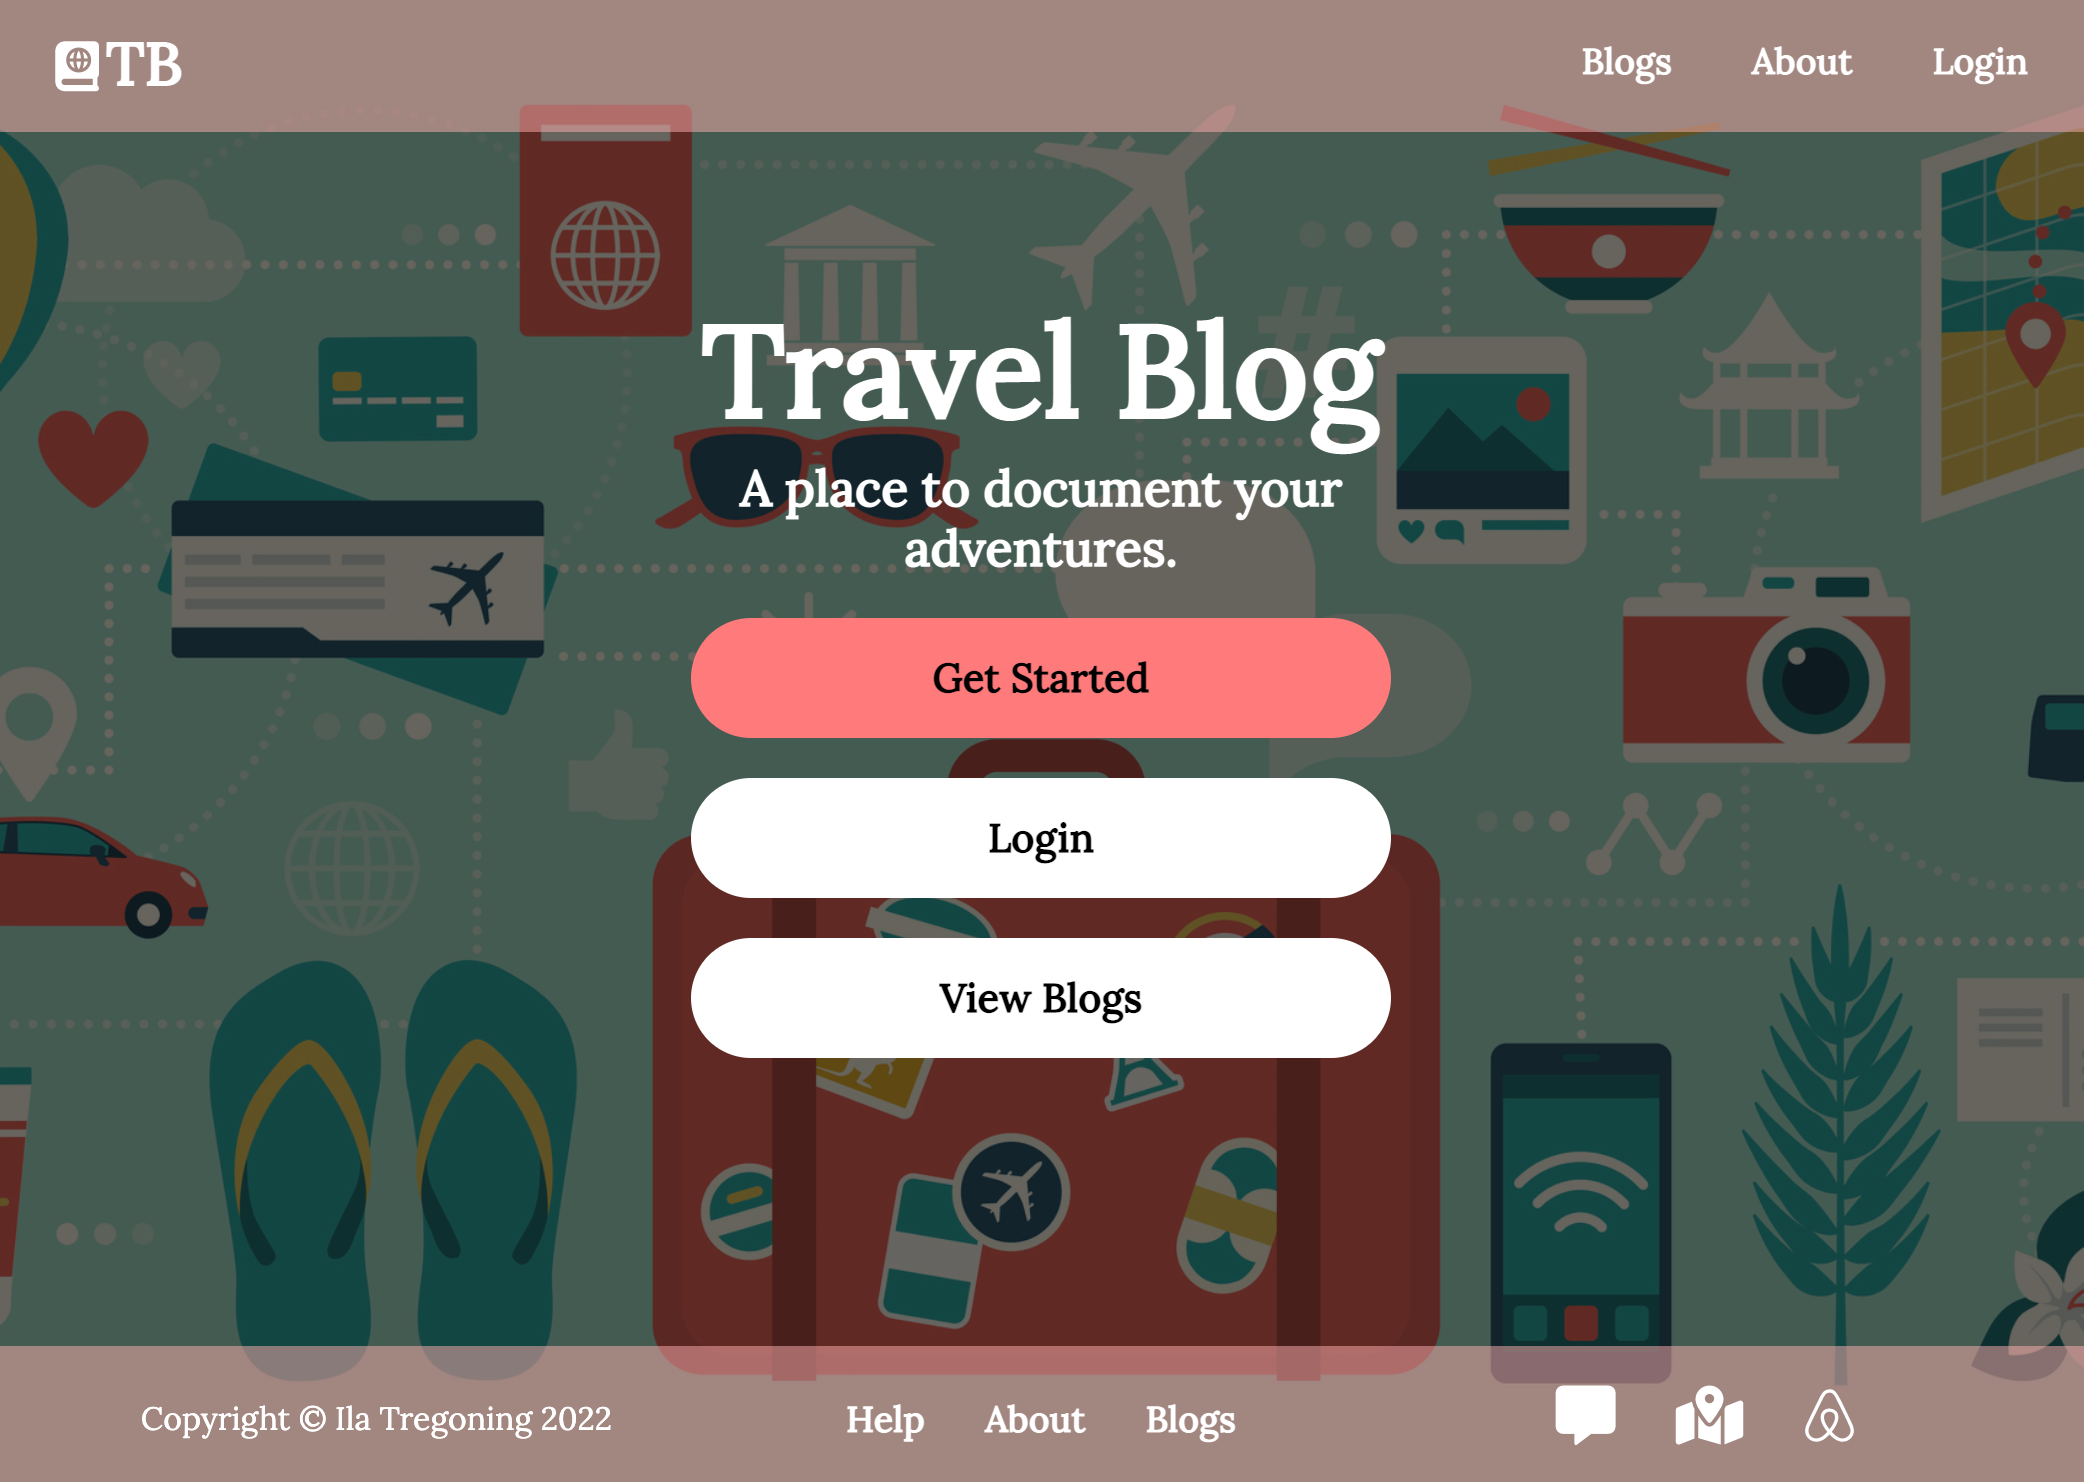 TB
Blogs About Login
#
Travel Blog
A place to document your
adventures.
Get Started
Login
View Blogs
Copyright © Ila Tregoning 2022
Help About Blogs